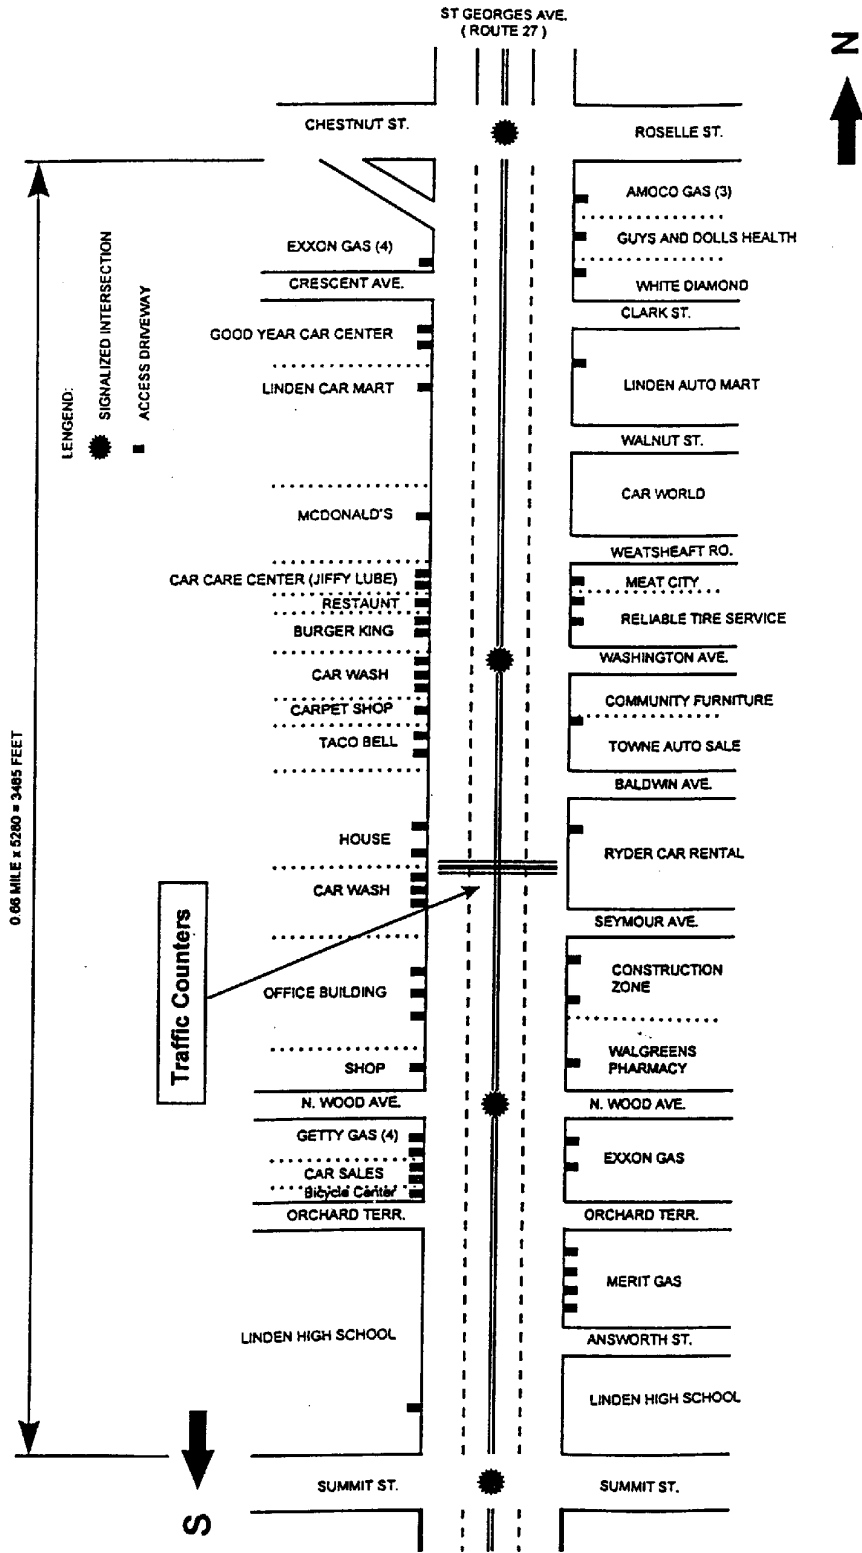 ST GEORGES AVE.
( ROUTE 27 )
N
CHESTNUT ST.
ROSELLE ST.
AMOCO GAS (3)
GUYS AND DOLLS HEALTH
EXXON GAS (4)
CRESCENT AVE.
WHITE DIAMOND
CLARK ST.
LENGEND:
SIGNALIZED INTERSECTION
ACCESS DRIVEWAY
GOOD YEAR CAR CENTER
LINDEN CAR MART
LINDEN AUTO MART
WALNUT ST.
MCDONALD'S
CAR WORLD
WEATSHEAFT RO.
CAR CARE CENTER (JIFFY LUBE)
MEAT CITY
RESTAUNT
RELIABLE TIRE SERVICE
BURGER KING
WASHINGTON AVE.
CAR WASH
COMMUNITY FURNITURE
CARPET SHOP
TACO BELL
TOWNE AUTO SALE
BALDWIN AVE.
0.66 MILE x 5280 = 3485 FEET
HOUSE
RYDER CAR RENTAL
CAR WASH
SEYMOUR AVE.
Traffic Counters
OFFICE BUILDING
CONSTRUCTION
ZONE
SHOP
WALGREENS
PHARMACY
N. WOOD AVE.
N. WOOD AVE.
GETTY GAS (4)
EXXON GAS
CAR SALES
Bicycle Center
ORCHARD TERR.
ORCHARD TERR.
MERIT GAS
LINDEN HIGH SCHOOL
ANSWORTH ST.
LINDEN HIGH SCHOOL
S
SUMMIT ST.
SUMMIT ST.